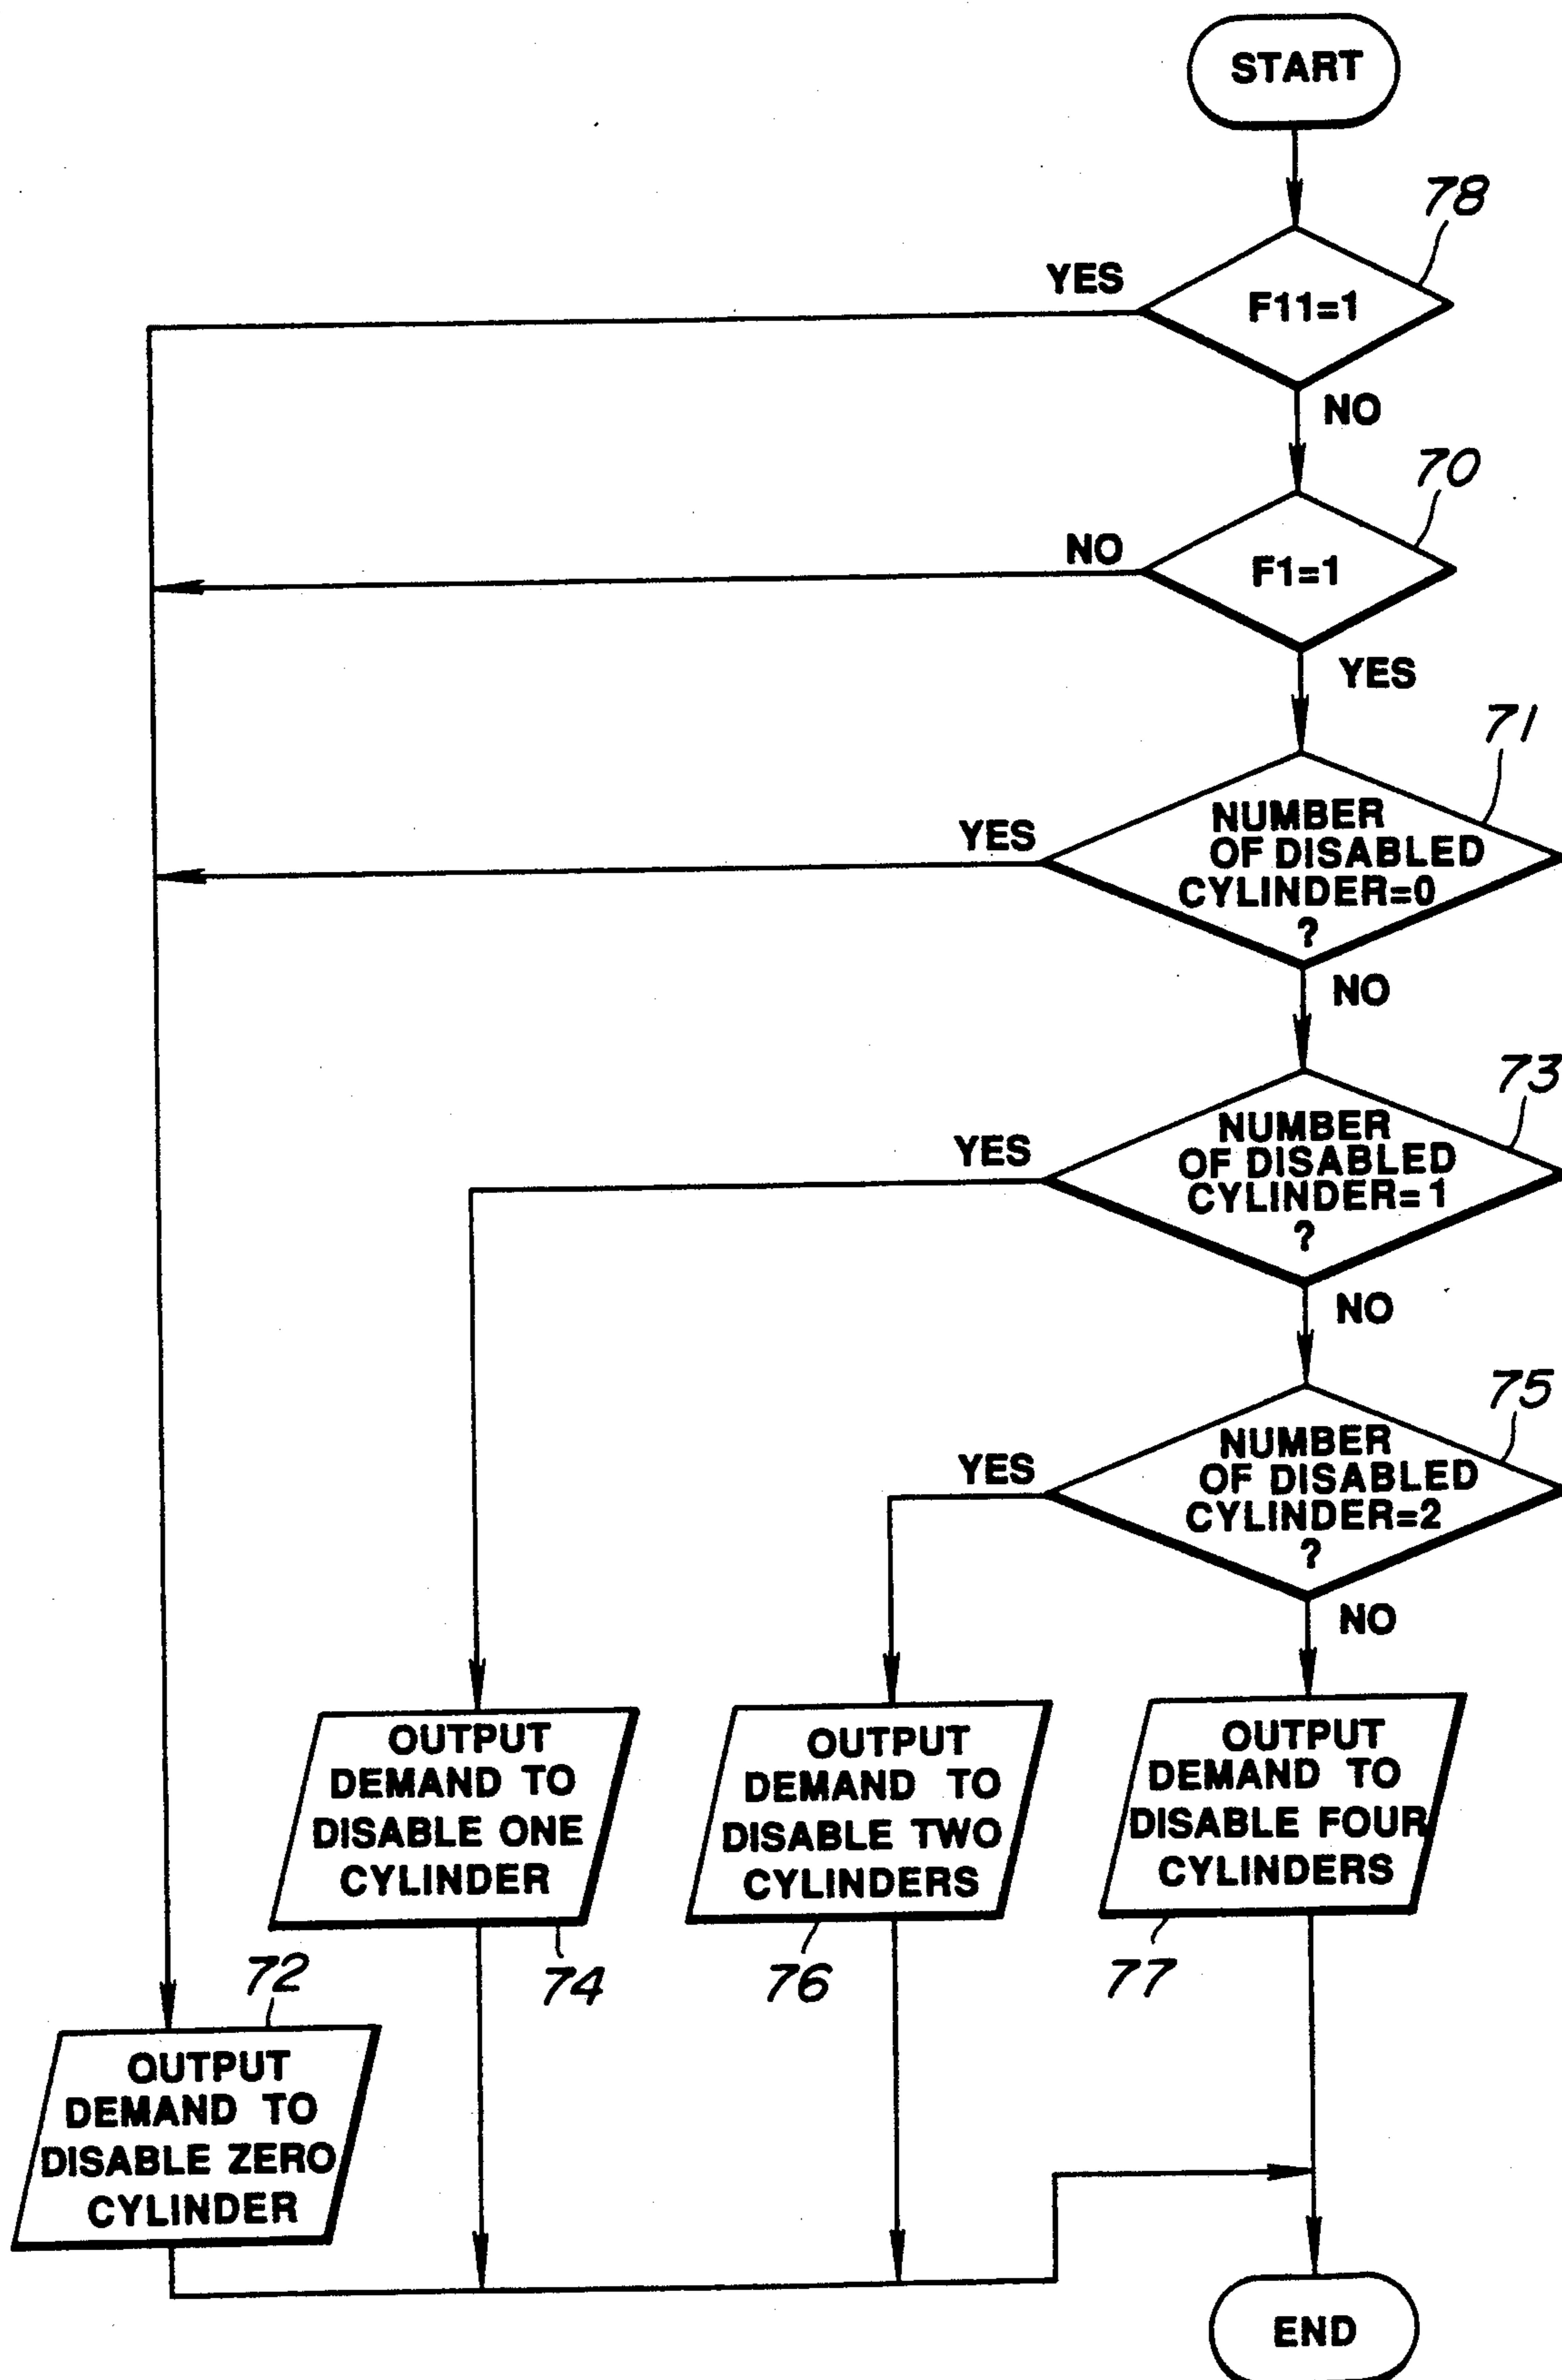 START
78
YES
F11=1
NO
70
NO
F1=1
YES
71
YES
NUMBER
OF DISABLED
CYLINDER=0
?
NO
73
YES
NUMBER
OF DISABLED
CYLINDER=1
?
NO
75
YES
NUMBER
OF DISABLED
CYLINDER=2
?
NO
OUTPUT
DEMAND TO
DISABLE ONE
CYLINDER
74
OUTPUT
DEMAND TO
DISABLE TWO
CYLINDERS
76
OUTPUT
DEMAND TO
DISABLE FOUR
CYLINDERS
77
72
OUTPUT
DEMAND TO
DISABLE ZERO
CYLINDER
END